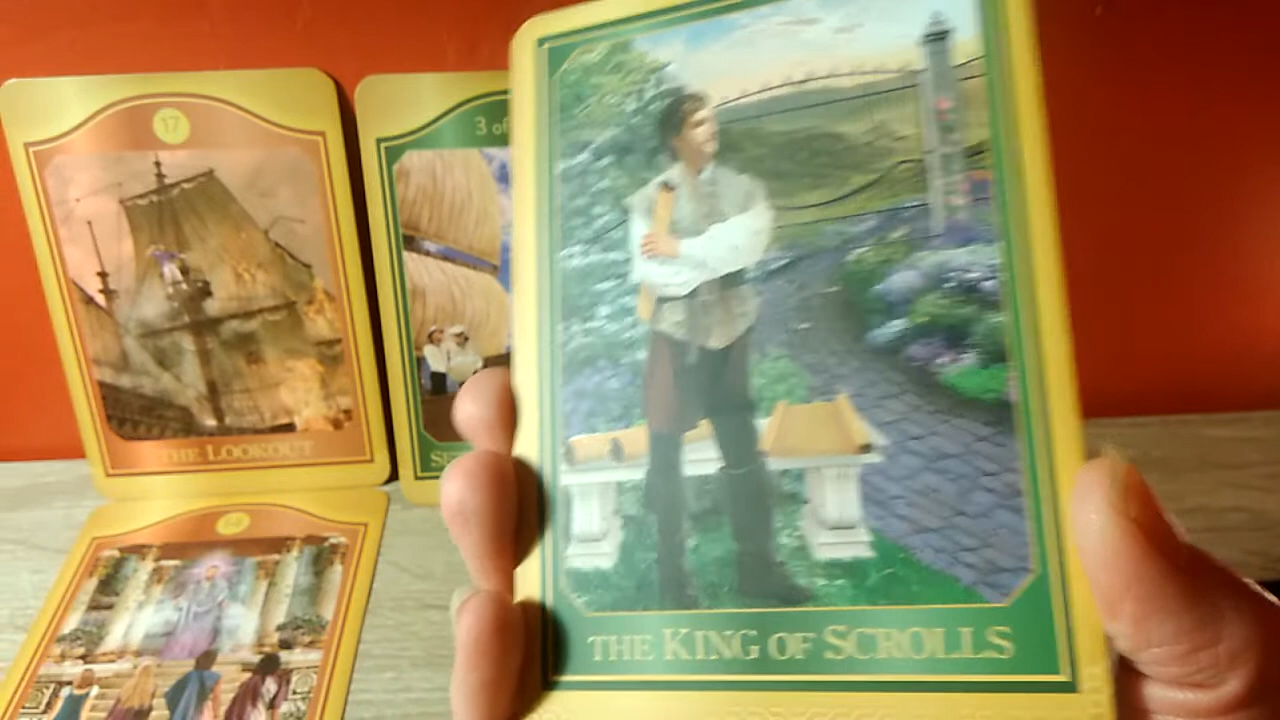 17
THE LOOKOUT
3 of
THE KING OF SCROLLS